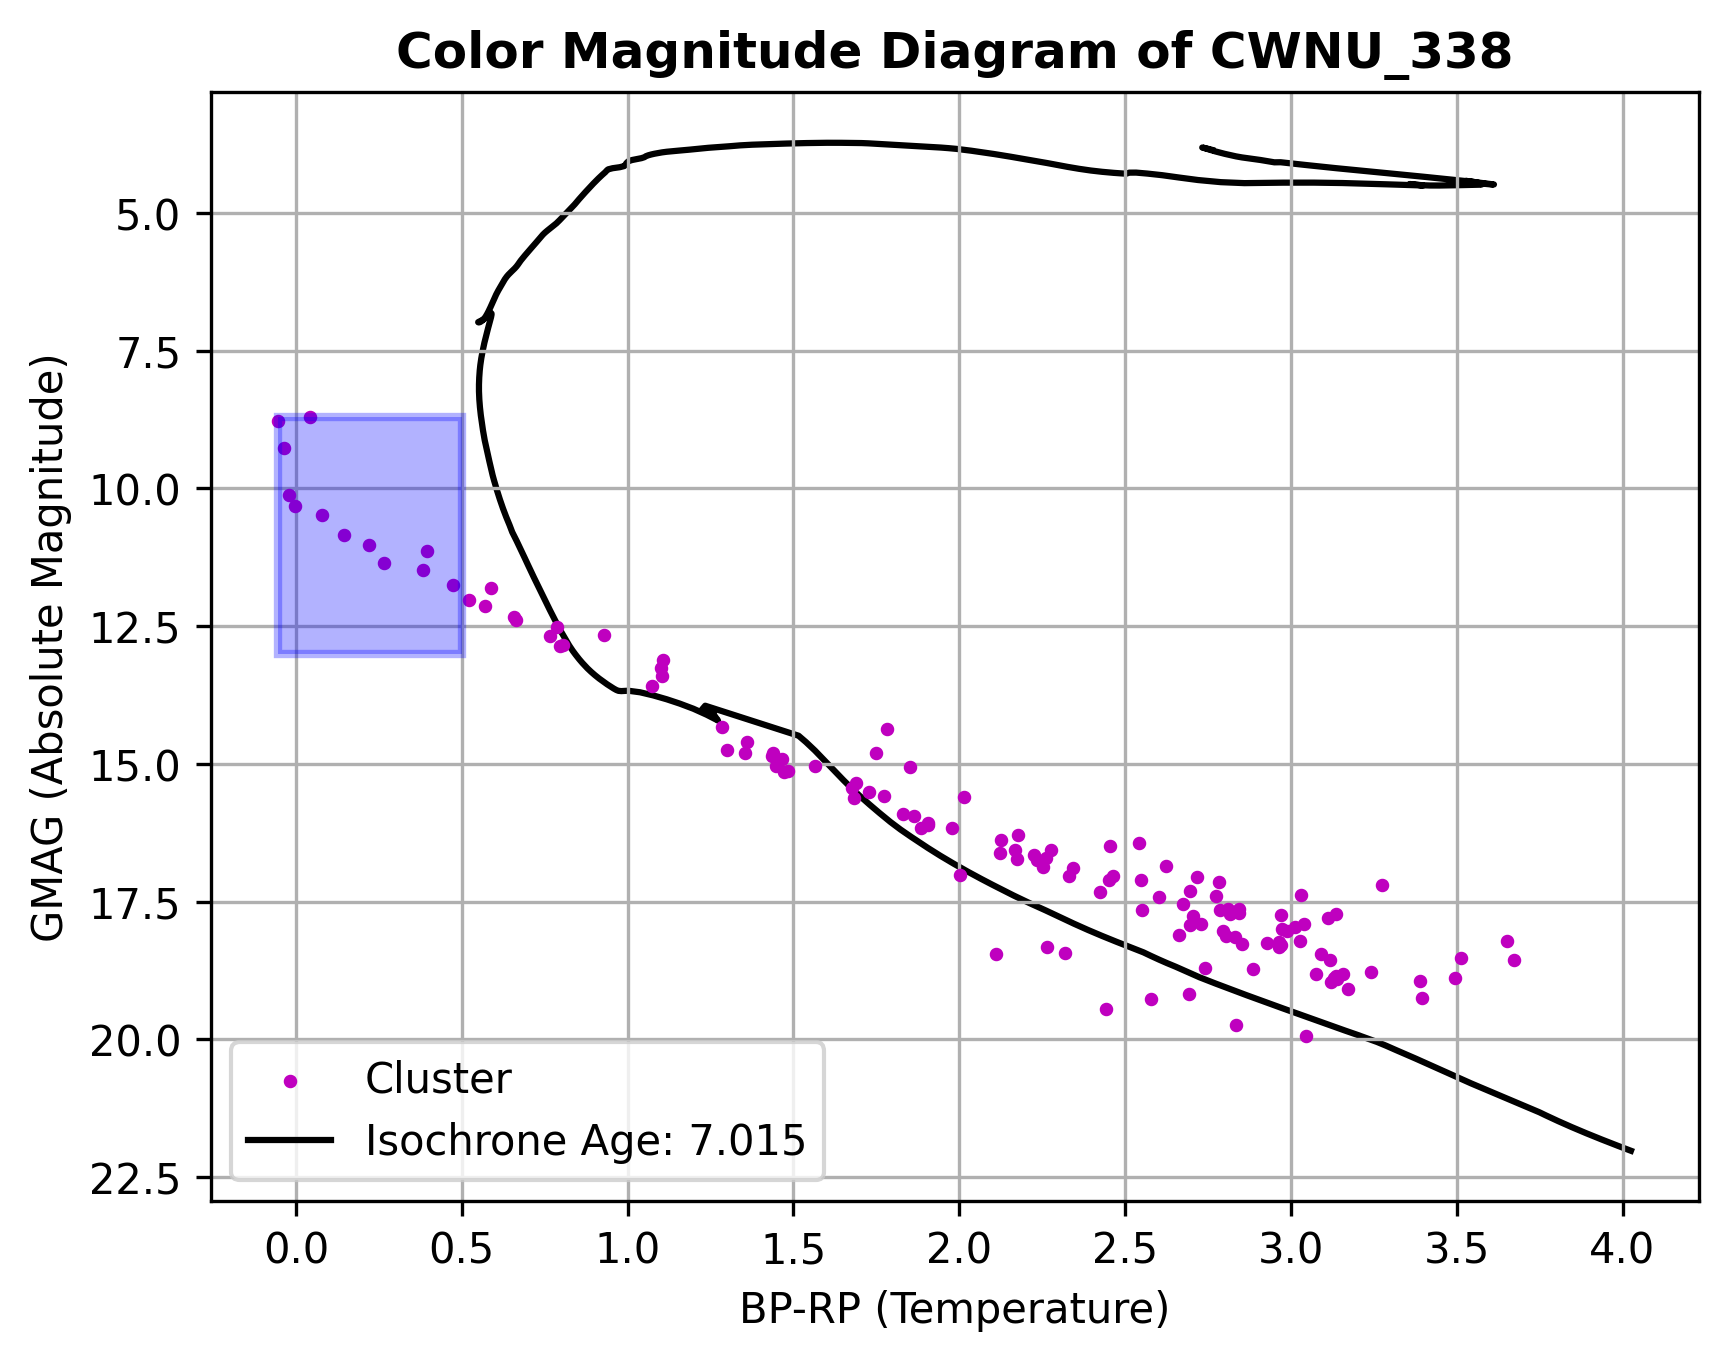 Color Magnitude Diagram of CWNU_338
GMAG (Absolute Magnitude)
5.0
7.5
10.0
12.5
15.0
17.5
20.0
22.5
Cluster
Isochrone Age: 7.015
0.0 0.5 1.0 1.5 2.0 2.5 3.0 3.5 4.0
BP-RP (Temperature)